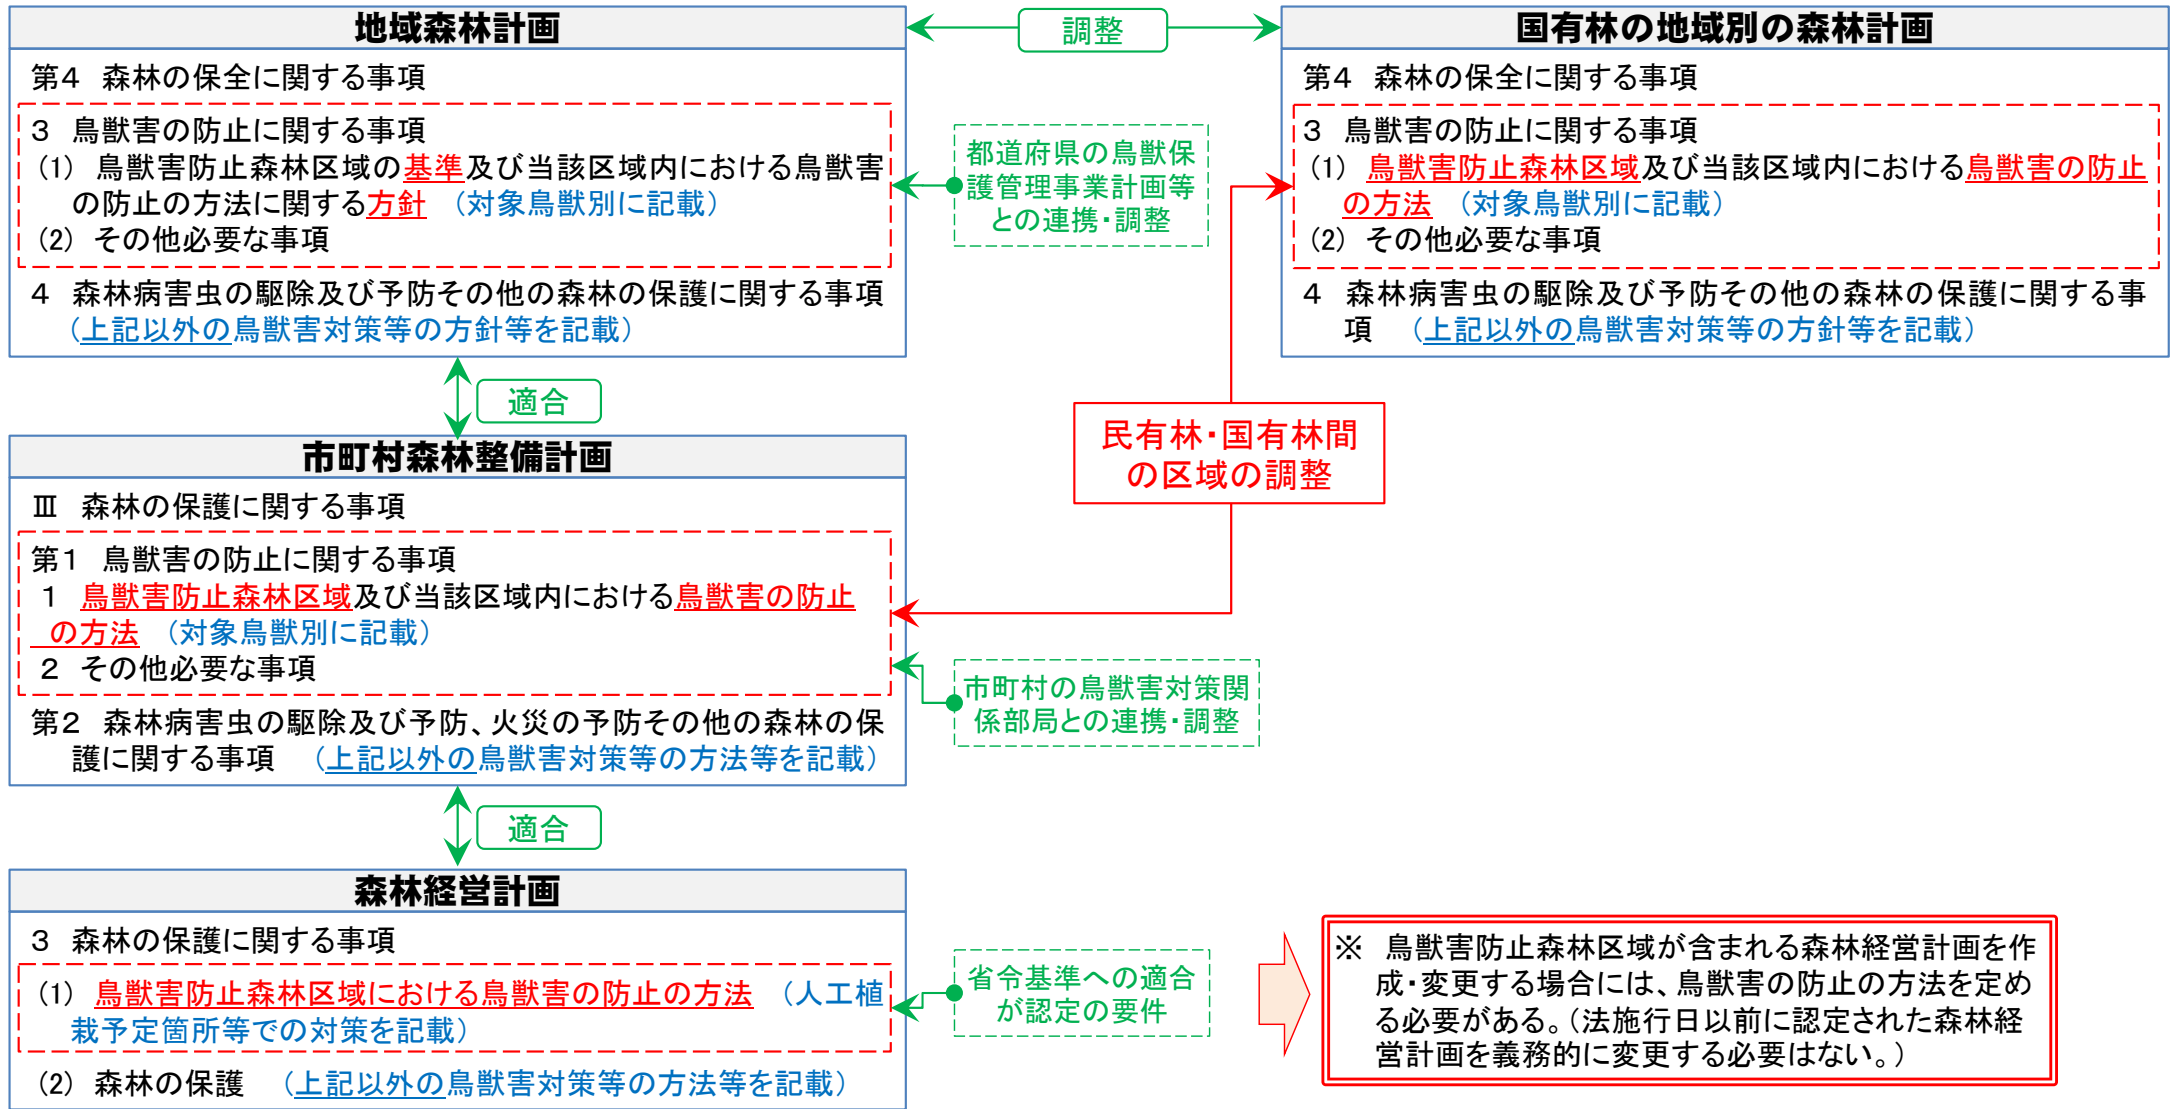 地域森林計画
第4 森林の保全に関する事項
3 鳥獣害の防止に関する事項
(1) 鳥獣害防止森林区域の基準及び当該区域内における鳥獣害
の防止の方法に関する方針 (対象鳥獣別に記載)
(2) その他必要な事項
4 森林病害虫の駆除及び予防その他の森林の保護に関する事項
(上記以外の鳥獣害対策等の方針等を記載)
調整
国有林の地域別の森林計画
第4 森林の保全に関する事項
3 鳥獣害の防止に関する事項
(1) 鳥獣害防止森林区域及び当該区域内における鳥獣害の防止
の方法 (対象鳥獣別に記載)
(2) その他必要な事項
4 森林病害虫の駆除及び予防その他の森林の保護に関する事
項 (上記以外の鳥獣害対策等の方針等を記載)
都道府県の鳥獣保
護管理事業計画等
との連携・調整
適合
民有林・国有林間
の区域の調整
市町村森林整備計画
Ⅲ 森林の保護に関する事項
第1 鳥獣害の防止に関する事項
1 鳥獣害防止森林区域及び当該区域内における鳥獣害の防止
の方法 (対象鳥獣別に記載)
2 その他必要な事項
第2 森林病害虫の駆除及び予防、火災の予防その他の森林の保
護に関する事項 (上記以外の鳥獣害対策等の方法等を記載)
市町村の鳥獣害対策関
係部局との連携・調整
適合
森林経営計画
3 森林の保護に関する事項
(1) 鳥獣害防止森林区域における鳥獣害の防止の方法 (人工植
栽予定箇所等での対策を記載)
(2) 森林の保護 (上記以外の鳥獣害対策等の方法等を記載)
省令基準への適合
が認定の要件
※ 鳥獣害防止森林区域が含まれる森林経営計画を作
成・変更する場合には、鳥獣害の防止の方法を定め
る必要がある。(法施行日以前に認定された森林経
営計画を義務的に変更する必要はない。)